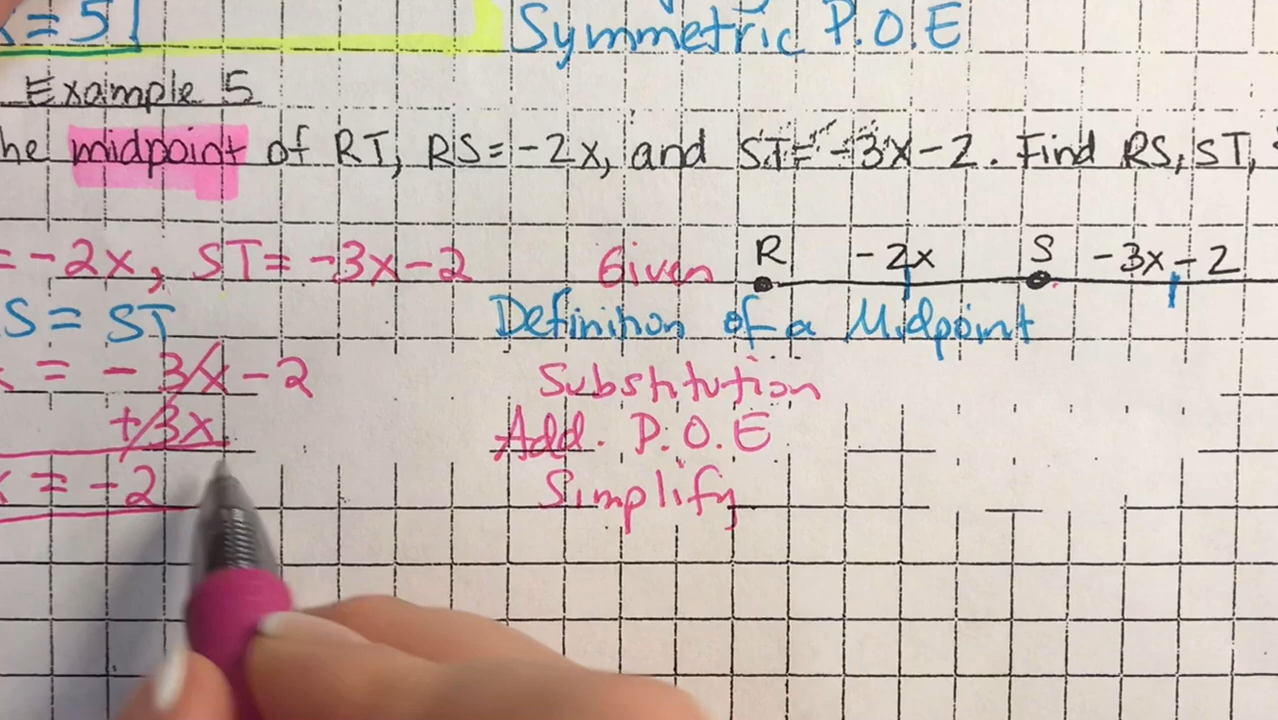 x=5
Symmetric P.O.E
Example 5
he midpoint of RT, RS=-2x, and ST=-3x-2. Find RS, ST,
= -2x, ST= -3x-2 Given R -2x S -3x-2
S = ST Definition of a Midpoint
x = -3x-2 Substitution
+3x Add. P.O.E
x = -2 Simplify